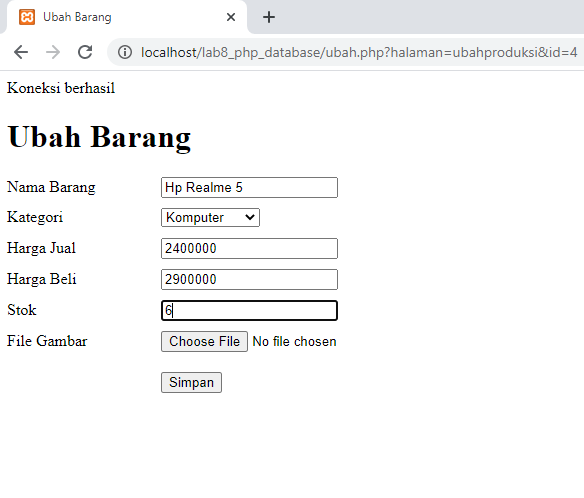 Ubah Barang
localhost/lab8_php_database/ubah.php?halaman=ubahproduksi&id=4
Koneksi berhasil
Ubah Barang
Nama Barang Hp Realme 5
Kategori Komputer
Harga Jual 2400000
Harga Beli 2900000
Stok 6
File Gambar Choose File No file chosen
Simpan